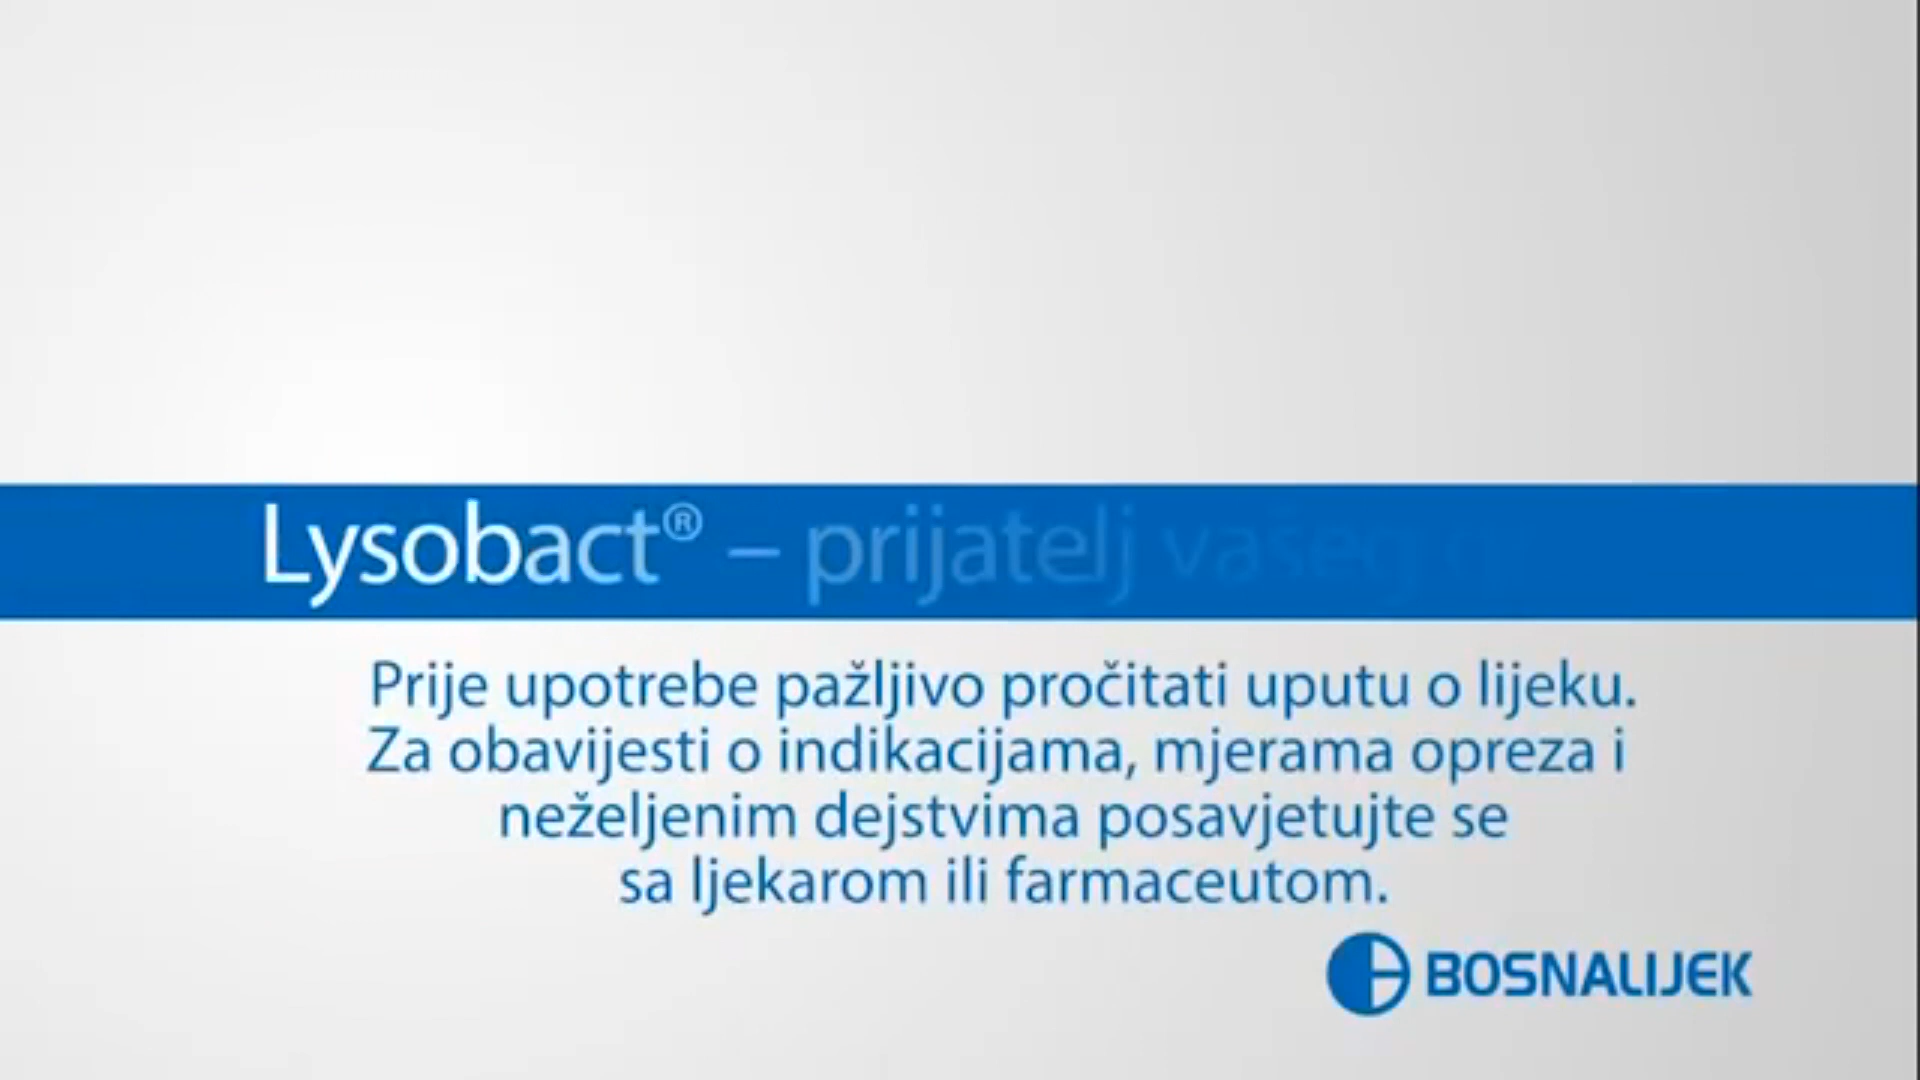 Lysobact® – prijatelj vašeg
Prije upotrebe pažljivo pročitati uputu o lijeku.
Za obavijesti o indikacijama, mjerama opreza i
neželjenim dejstvima posavjetujte se
sa ljekarom ili farmaceutom.
BOSNALIJEK